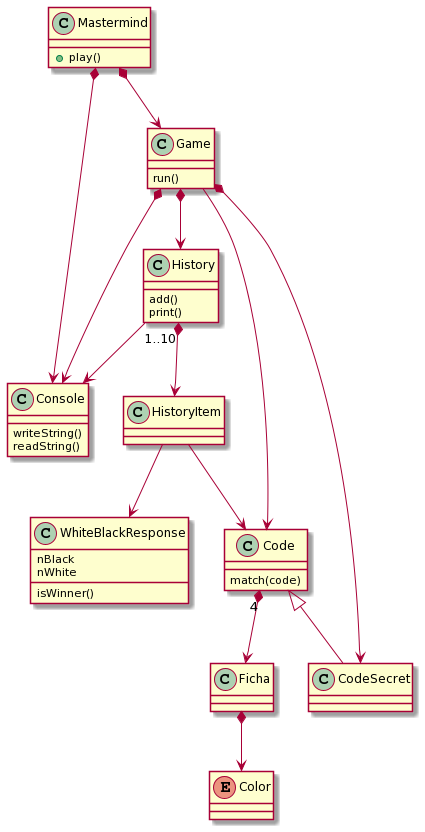 C Mastermind
play()
C Game
run()
C History
add()
print()
1..10
C Console
writeString()
readString()
C HistoryItem
C WhiteBlackResponse
nBlack
nWhite
isWinner()
C Code
match(code)
4
C Ficha
C CodeSecret
E Color